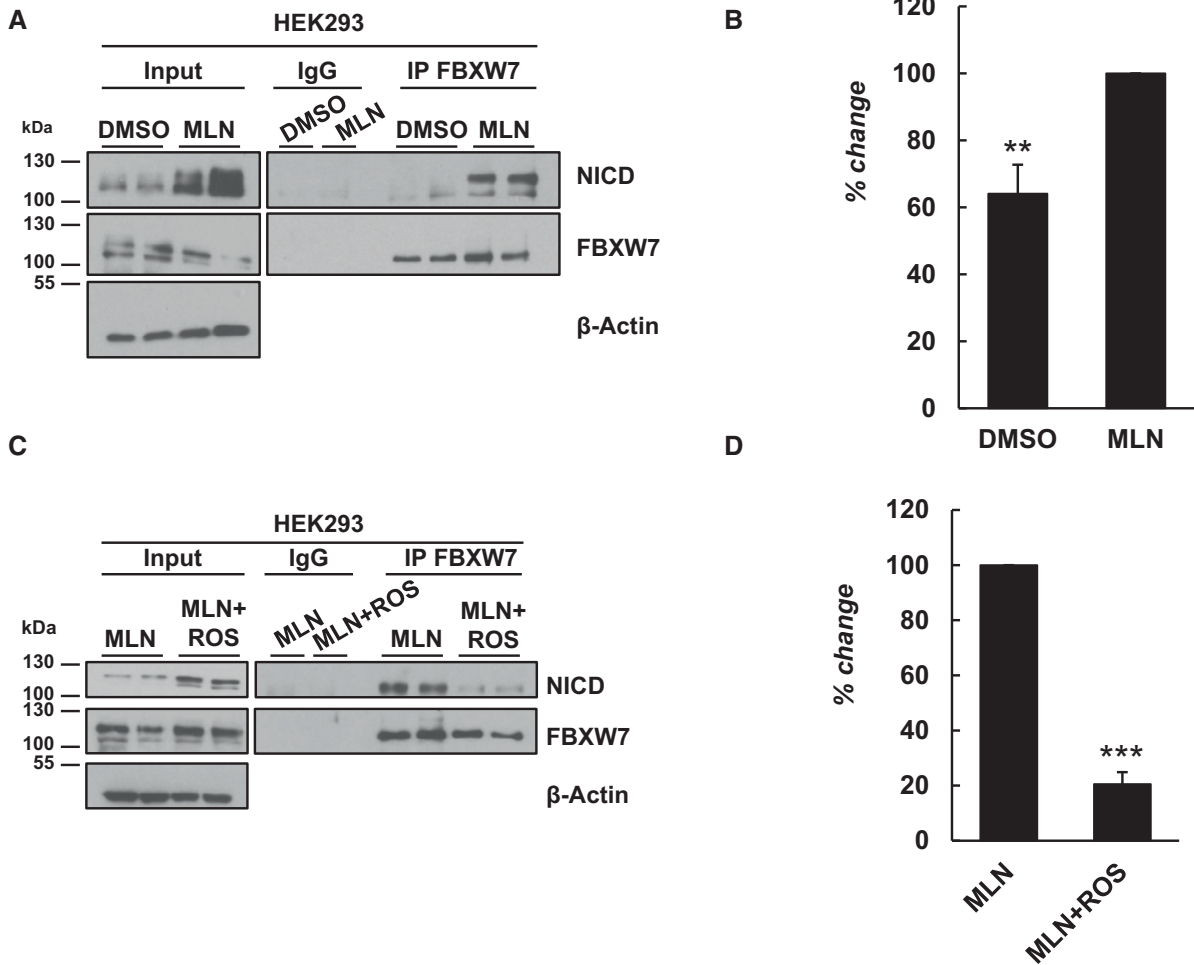 A
HEK293
Input IgG IP FBXW7
kDa DMSO MLN DMSO MLN DMSO MLN
130
100
NICD
130
100
FBXW7
55
β-Actin
B
% change
120
100
80
60
40
20
0
**
DMSO MLN
C
HEK293
Input IgG IP FBXW7
kDa MLN MLN+
ROS MLN MLN+ROS MLN MLN+
ROS
130
100
NICD
130
100
FBXW7
55
β-Actin
D
% change
120
100
80
60
40
20
0
***
MLN MLN+ROS